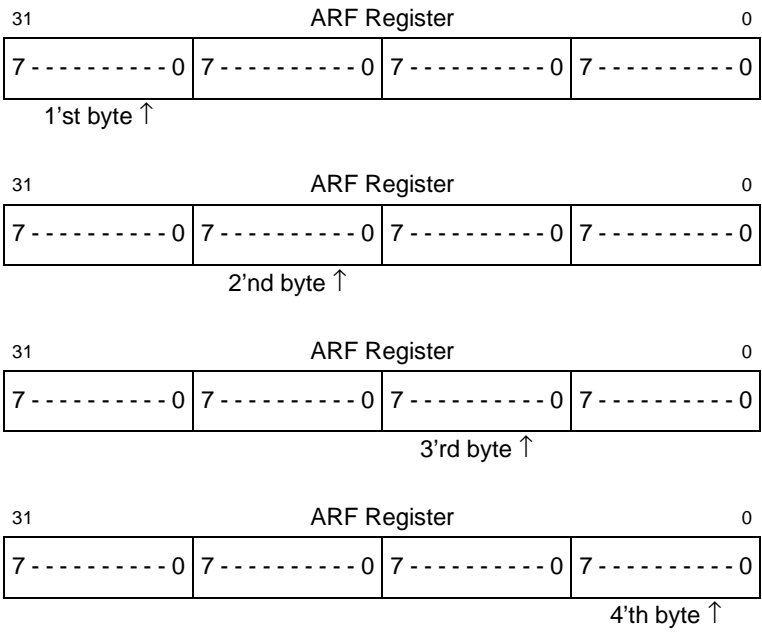 31 ARF Register 0
7 - - - - - - - - - - 0 7 - - - - - - - - - - 0 7 - - - - - - - - - - 0 7 - - - - - - - - - - 0
1’st byte ↑
31 ARF Register 0
7 - - - - - - - - - - 0 7 - - - - - - - - - - 0 7 - - - - - - - - - - 0 7 - - - - - - - - - - 0
2’nd byte ↑
31 ARF Register 0
7 - - - - - - - - - - 0 7 - - - - - - - - - - 0 7 - - - - - - - - - - 0 7 - - - - - - - - - - 0
3’rd byte ↑
31 ARF Register 0
7 - - - - - - - - - - 0 7 - - - - - - - - - - 0 7 - - - - - - - - - - 0 7 - - - - - - - - - - 0
4’th byte ↑